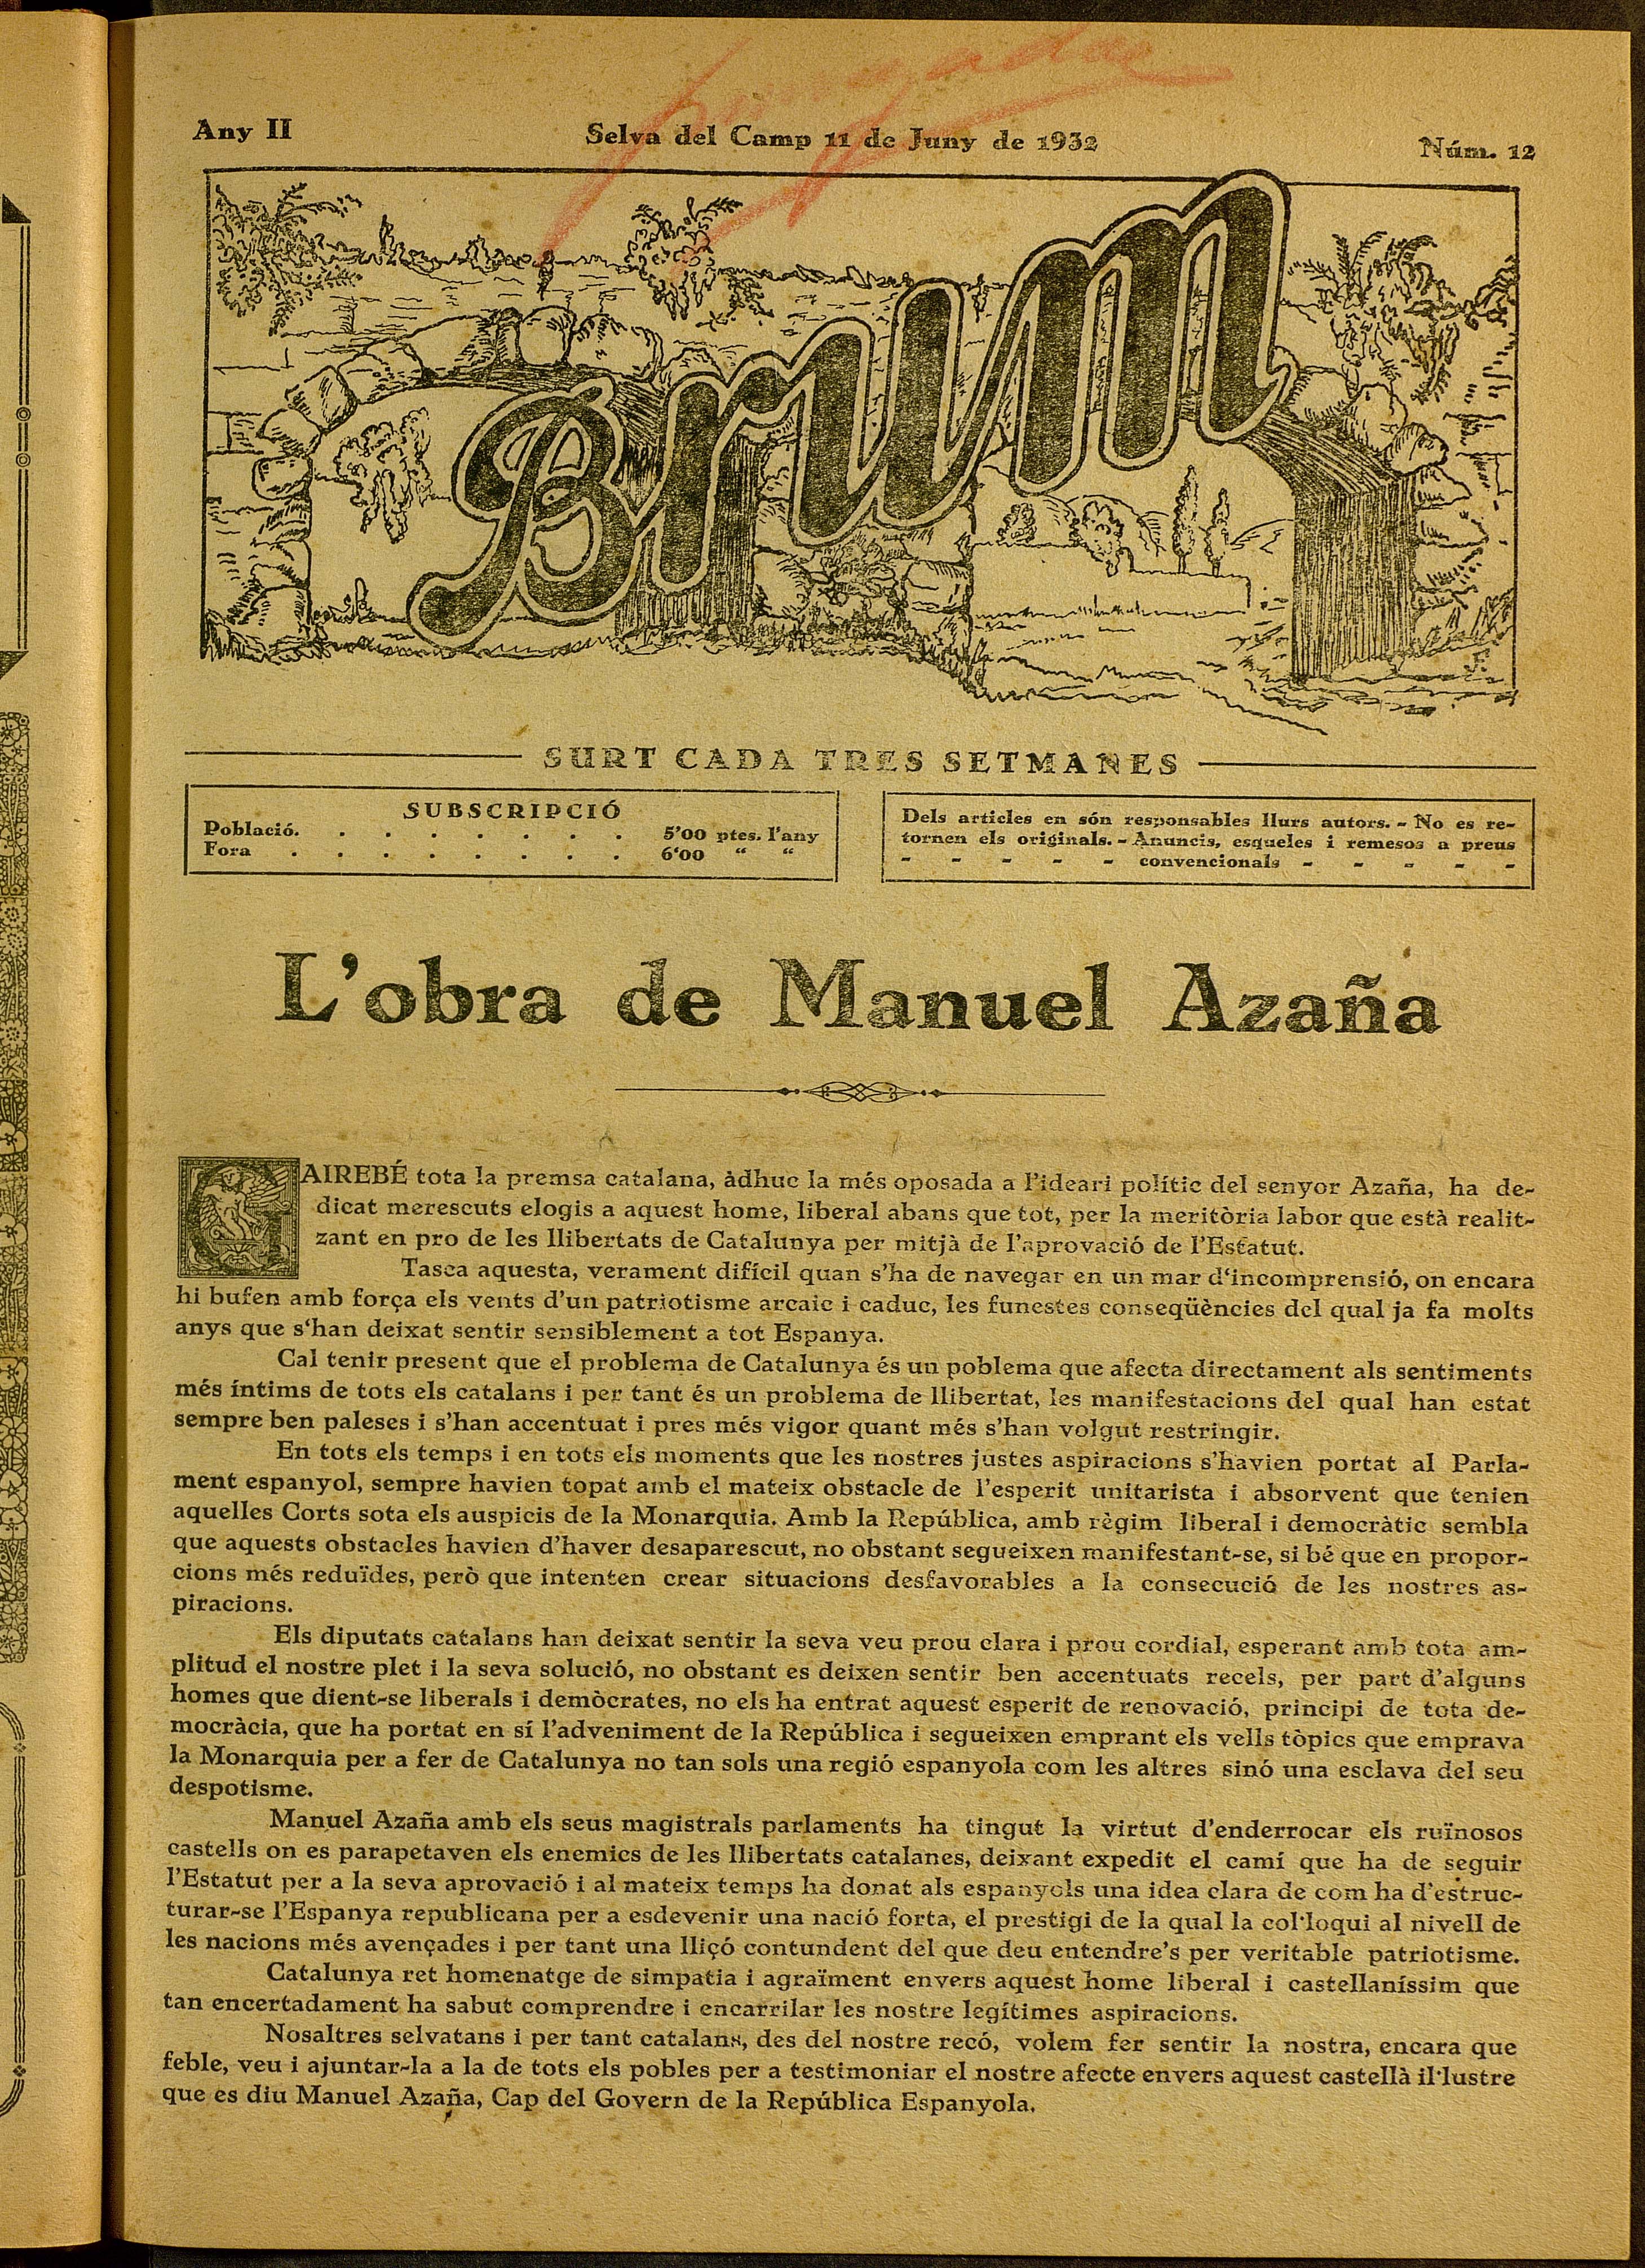 Any II
Selva del Camp 11 de Juny de 1932
Núm. 12
Brum
SURT CADA TRES SETMANES
SUBSCRIPCIÓ
Població. . . . . . . . 5'00 ptes. l'any
Fora . . . . . . . . 6'00 “ “
Dels articles en són responsables llurs autors. - No es re-
tornen els originals. - Anuncis, esqueles i remesos a preus
- - - - - convencionals - - - - -
L'obra de Manuel Azaña
GAIREBÉ tota la premsa catalana, àdhuc la més oposada a l'ideari polític del senyor Azaña, ha de-
dicat merescuts elogis a aquest home, liberal abans que tot, per la meritòria labor que està realit-
zant en pro de les llibertats de Catalunya per mitjà de l'aprovació de l'Estatut.
Tasca aquesta, verament difícil quan s'ha de navegar en un mar d'incomprensió, on encara
hi bufen amb força els vents d'un patriotisme arcaic i caduc, les funestes conseqüències del qual ja fa molts
anys que s'han deixat sentir sensiblement a tot Espanya.
Cal tenir present que el problema de Catalunya és un poblema que afecta directament als sentiments
més íntims de tots els catalans i per tant és un problema de llibertat, les manifestacions del qual han estat
sempre ben paleses i s'han accentuat i pres més vigor quant més s'han volgut restringir.
En tots els temps i en tots els moments que les nostres justes aspiracions s'havien portat al Parla-
ment espanyol, sempre havien topat amb el mateix obstacle de l'esperit unitarista i absorvent que tenien
aquelles Corts sota els auspicis de la Monarquia. Amb la República, amb règim liberal i democràtic sembla
que aquests obstacles havien d'haver desaparescut, no obstant segueixen manifestant-se, si bé que en propor-
cions més reduïdes, però que intenten crear situacions desfavorables a la consecució de les nostres as-
piracions.
Els diputats catalans han deixat sentir la seva veu prou clara i prou cordial, esperant amb tota am-
plitud el nostre plet i la seva solució, no obstant es deixen sentir ben accentuats recels, per part d'alguns
homes que dient-se liberals i demòcrates, no els ha entrat aquest esperit de renovació, principi de tota de-
mocràcia, que ha portat en sí l'adveniment de la República i segueixen emprant els vells tòpics que emprava
la Monarquia per a fer de Catalunya no tan sols una regió espanyola com les altres sinó una esclava del seu
despotisme.
Manuel Azaña amb els seus magistrals parlaments ha tingut la virtut d'enderrocar els ruïnosos
castells on es parapetaven els enemics de les llibertats catalanes, deixant expedit el camí que ha de seguir
l'Estatut per a la seva aprovació i al mateix temps ha donat als espanyols una idea clara de com ha d'estruc-
turar-se l'Espanya republicana per a esdevenir una nació forta, el prestigi de la qual la col·loqui al nivell de
les nacions més avençades i per tant una lliçó contundent del que deu entendre's per veritable patriotisme.
Catalunya ret homenatge de simpatia i agraïment envers aquest home liberal i castellaníssim que
tan encertadament ha sabut comprendre i encarrilar les nostre legítimes aspiracions.
Nosaltres selvatans i per tant catalans, des del nostre recó, volem fer sentir la nostra, encara que
feble, veu i ajuntar-la a la de tots els pobles per a testimoniar el nostre afecte envers aquest castellà il·lustre
que es diu Manuel Azaña, Cap del Govern de la República Espanyola.